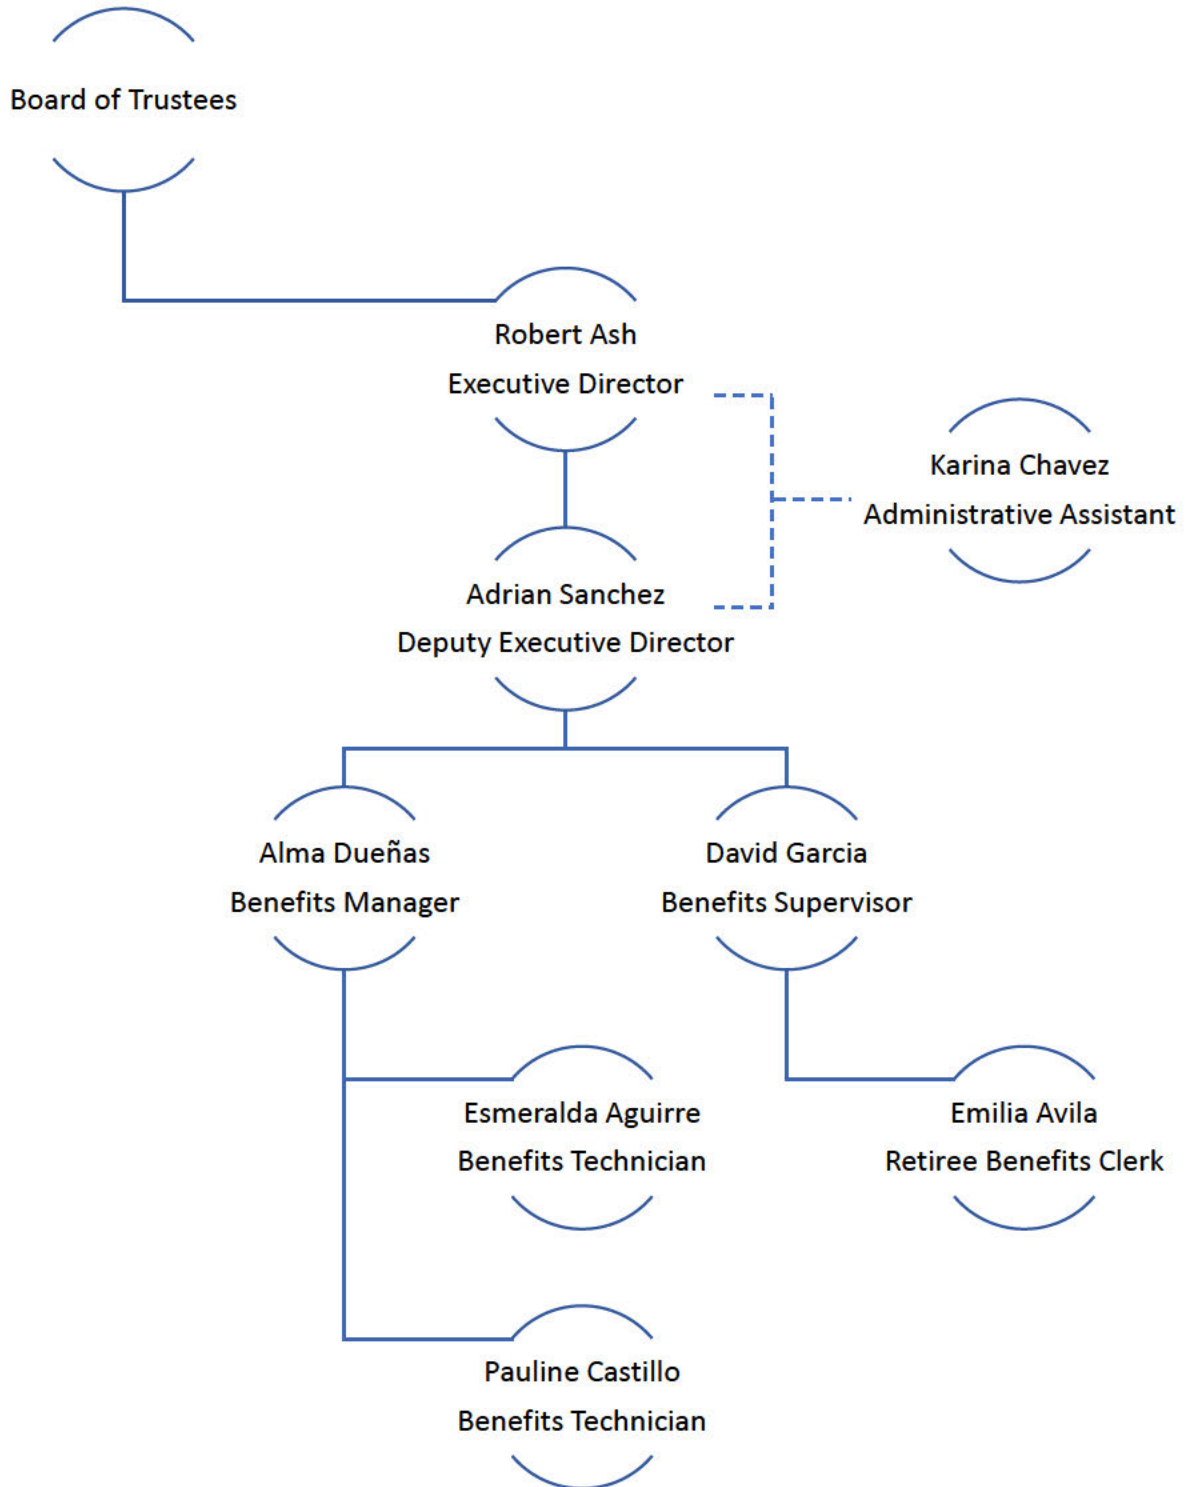 Board of Trustees
Robert Ash
Executive Director
Karina Chavez
Administrative Assistant
Adrian Sanchez
Deputy Executive Director
Alma Dueñas
Benefits Manager
David Garcia
Benefits Supervisor
Esmeralda Aguirre
Benefits Technician
Emilia Avila
Retiree Benefits Clerk
Pauline Castillo
Benefits Technician